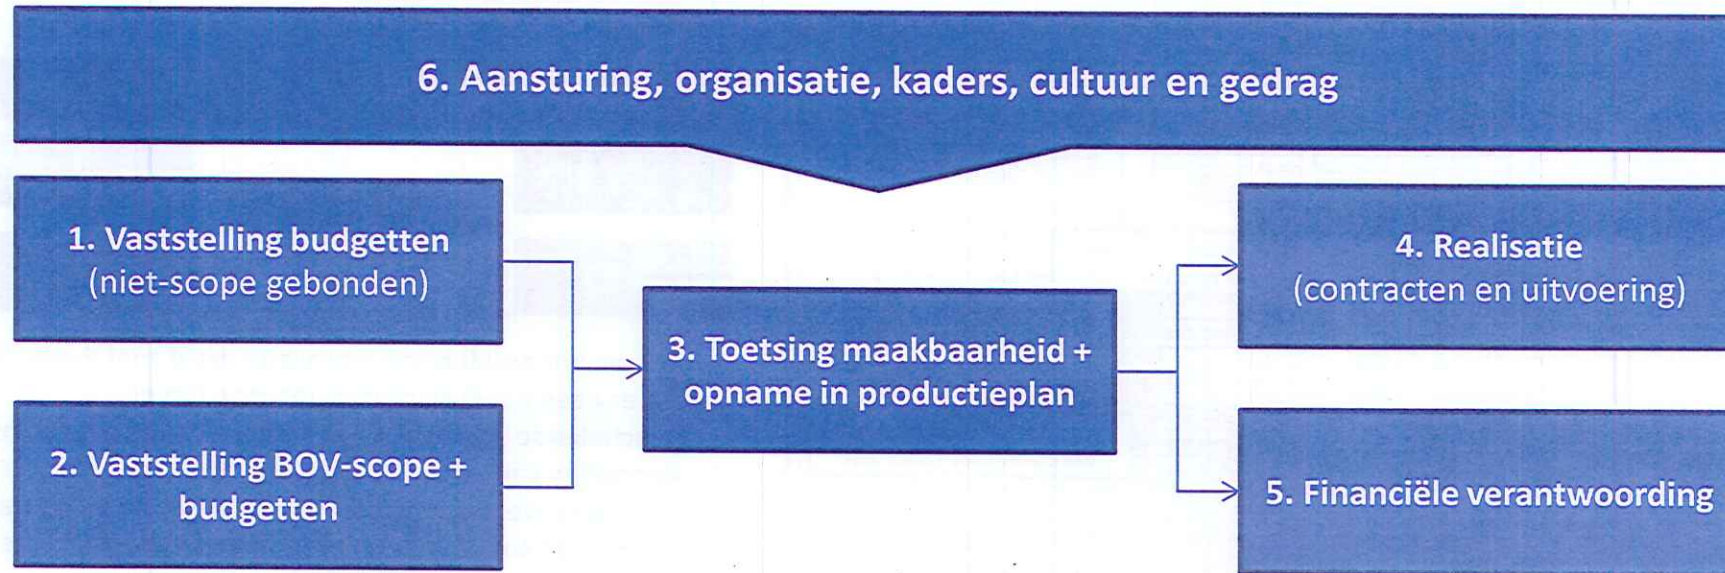 6. Aansturing, organisatie, kaders, cultuur en gedrag
1. Vaststelling budgetten
(niet-scope gebonden)
2. Vaststelling BOV-scope +
budgetten
3. Toetsing maakbaarheid +
opname in productieplan
4. Realisatie
(contracten en uitvoering)
5. Financiële verantwoording